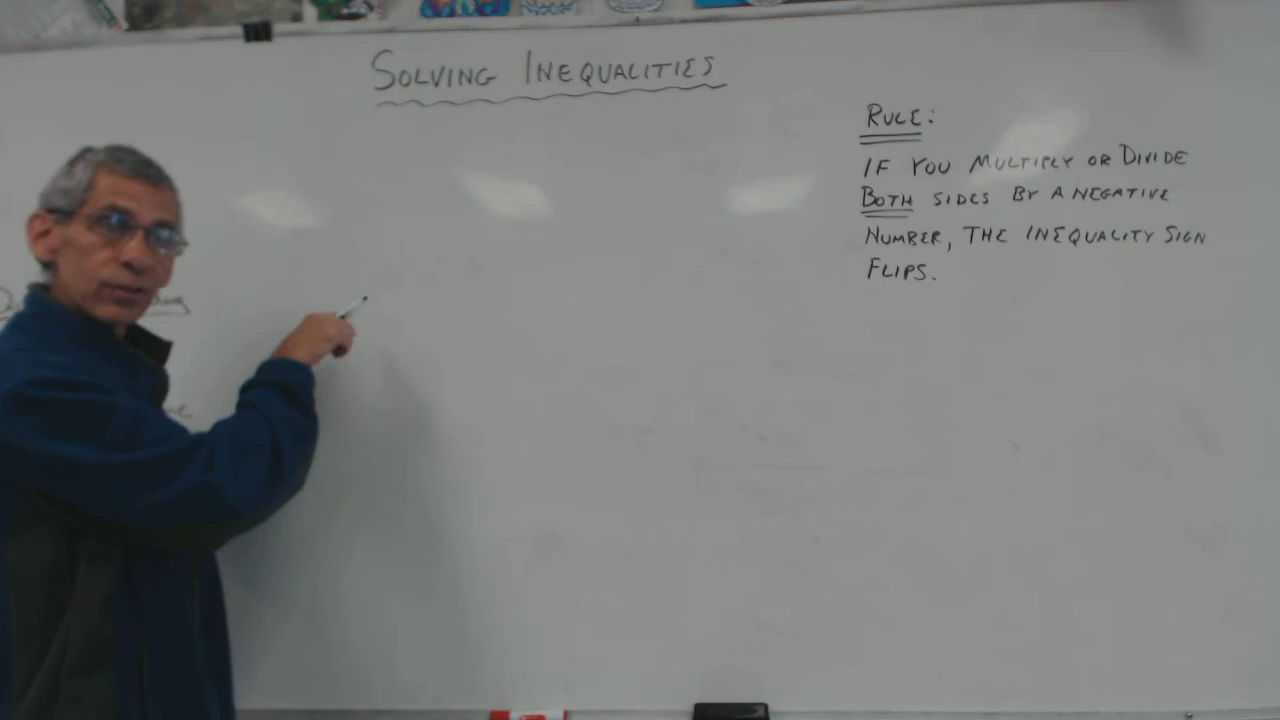 SOLVING INEQUALITIES
RULE:
IF YOU MULTIPLY OR DIVIDE
BOTH SIDES BY A NEGATIVE
NUMBER, THE INEQUALITY SIGN
FLIPS.